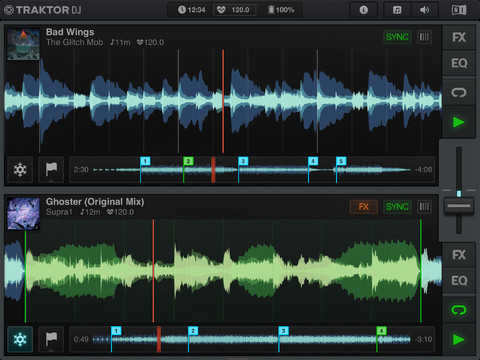 TRAKTOR DJ 12:34 120.0 100%
Bad Wings
The Glitch Mob ♪11m 120.0
SYNC
FX
EQ
1 2 3 4 5
2:30 -4:08
Ghoster (Original Mix)
Supra1 ♪12m 120.0
FX SYNC
FX
EQ
1 2 3 4
0:49 -3:10